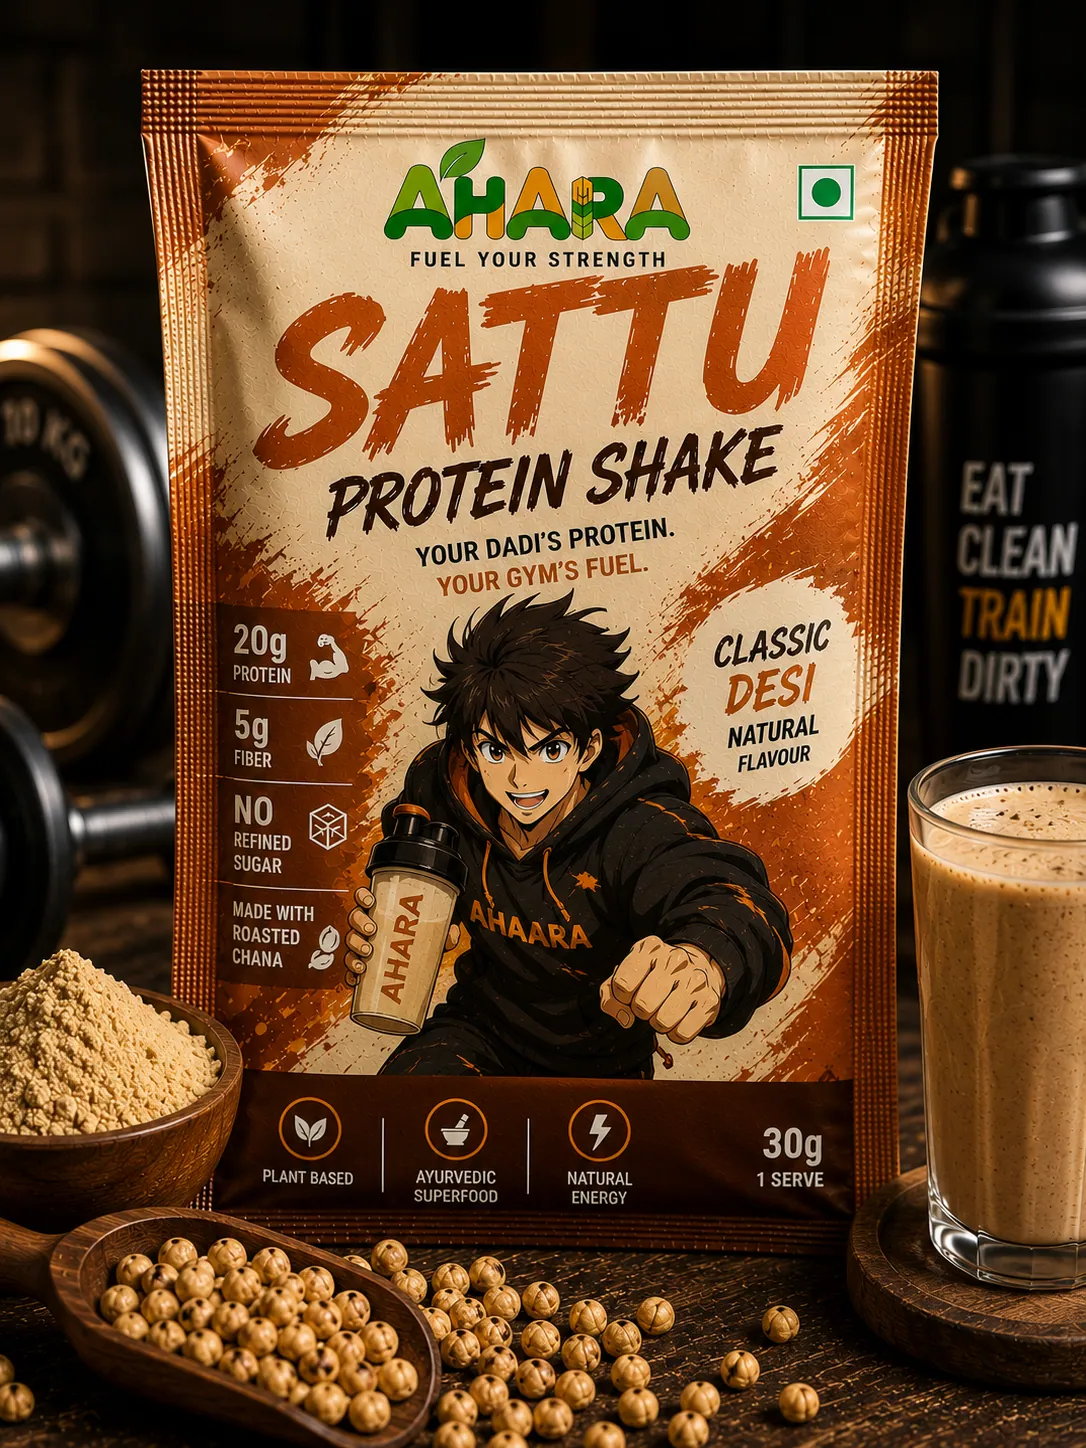 AHARA
FUEL YOUR STRENGTH
SATTU
PROTEIN SHAKE
YOUR DADI'S PROTEIN.
YOUR GYM'S FUEL.
20g
PROTEIN
5g
FIBER
NO
REFINED
SUGAR
MADE WITH
ROASTED
CHANA
CLASSIC
DESI
NATURAL
FLAVOUR
AHARA
AHAARA
PLANT BASED
AYURVEDIC
SUPERFOOD
NATURAL
ENERGY
30g
1 SERVE
10 KG
EAT
CLEAN
TRAIN
DIRTY